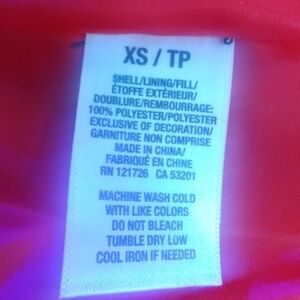 XS / TP
SHELL/LINING/FILL/
ÉTOFFE EXTÉRIEUR/
DOUBLURE/REMBOURRAGE:
100% POLYESTER/POLYESTER
EXCLUSIVE OF DECORATION/
GARNITURE NON COMPRISE
MADE IN CHINA/
FABRIQUÉ EN CHINE
RN 121726 CA 53201
MACHINE WASH COLD
WITH LIKE COLORS
DO NOT BLEACH
TUMBLE DRY LOW
COOL IRON IF NEEDED